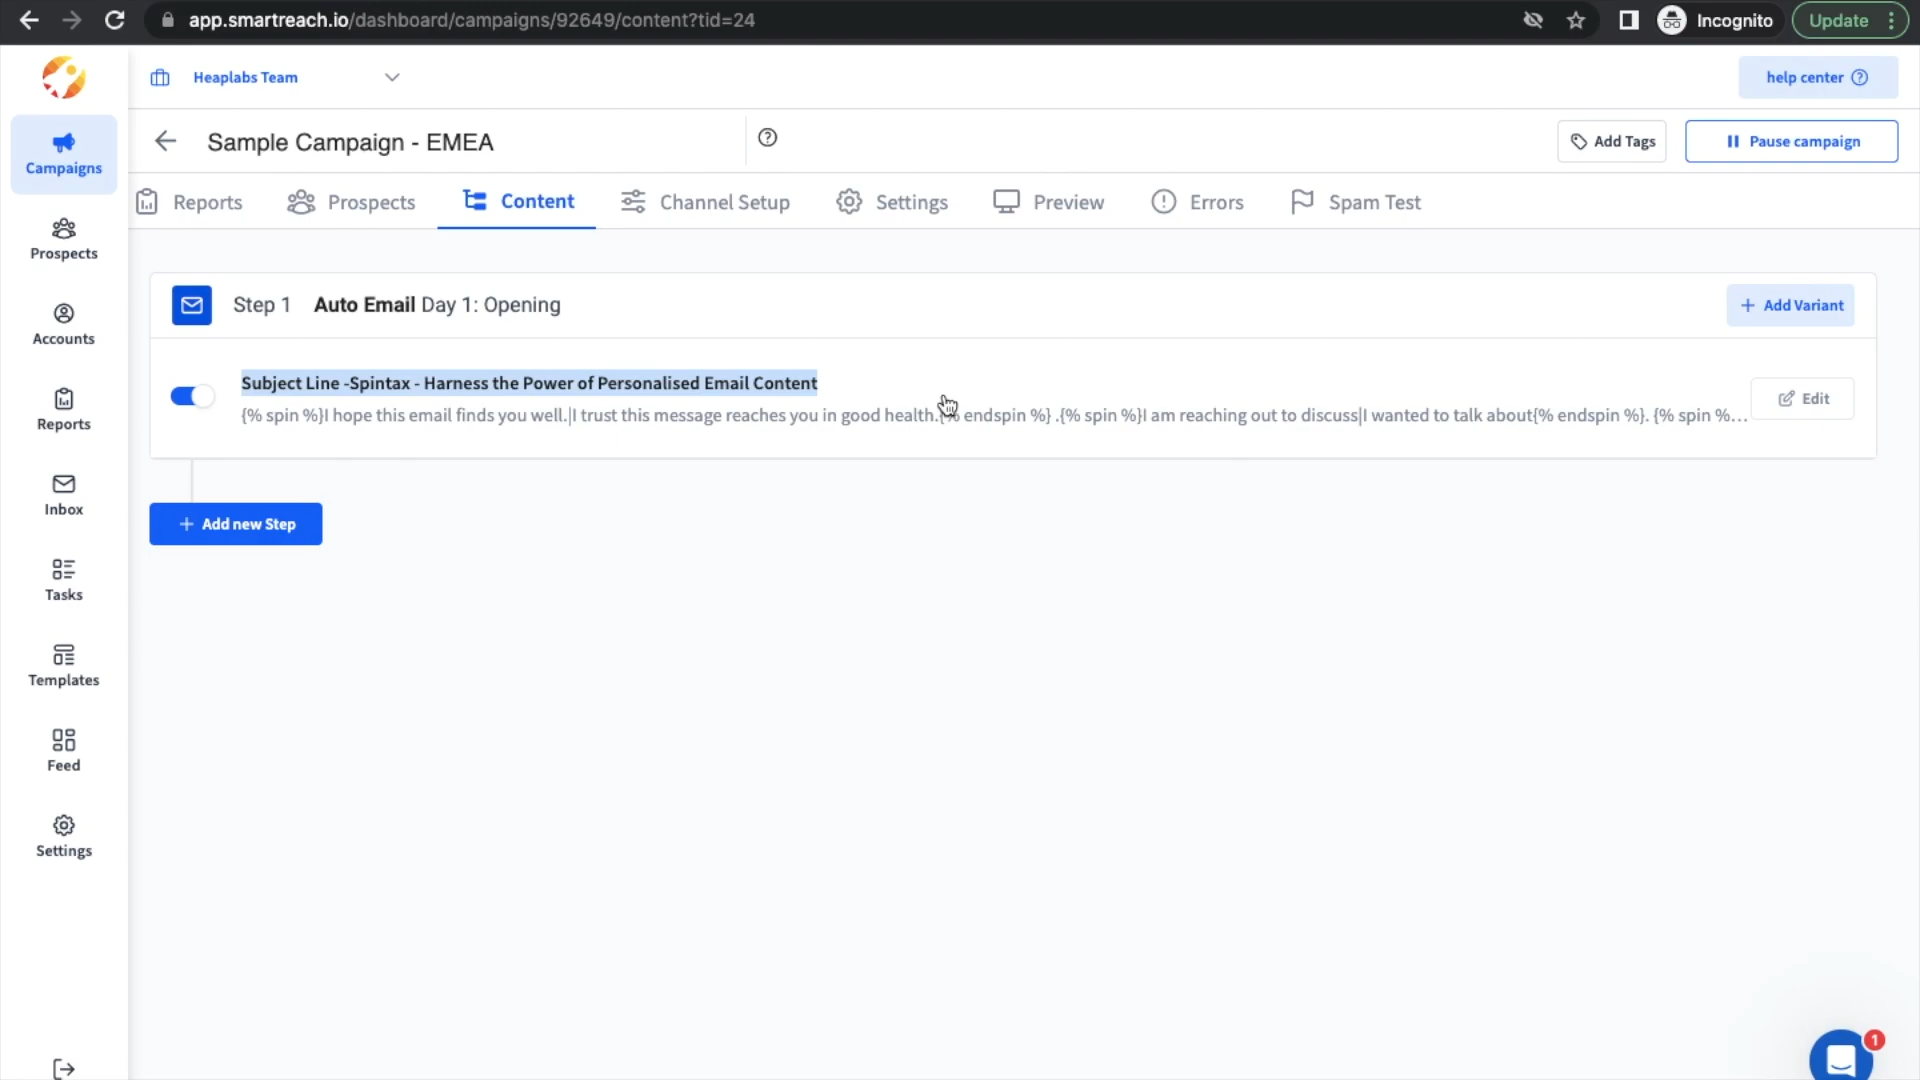 app.smartreach.io/dashboard/campaigns/92649/content?tid=24
Incognito
Update
Heaplabs Team
help center
Sample Campaign - EMEA
Add Tags
Pause campaign
Campaigns
Prospects
Accounts
Reports
Inbox
Tasks
Templates
Feed
Settings
Reports
Prospects
Content
Channel Setup
Settings
Preview
Errors
Spam Test
Step 1 Auto Email Day 1: Opening
+ Add Variant
Subject Line -Spintax - Harness the Power of Personalised Email Content
{% spin %}I hope this email finds you well.|I trust this message reaches you in good health.{% endspin %} .{% spin %}I am reaching out to discuss|I wanted to talk about{% endspin %}. {% spin %...
Edit
+ Add new Step
1